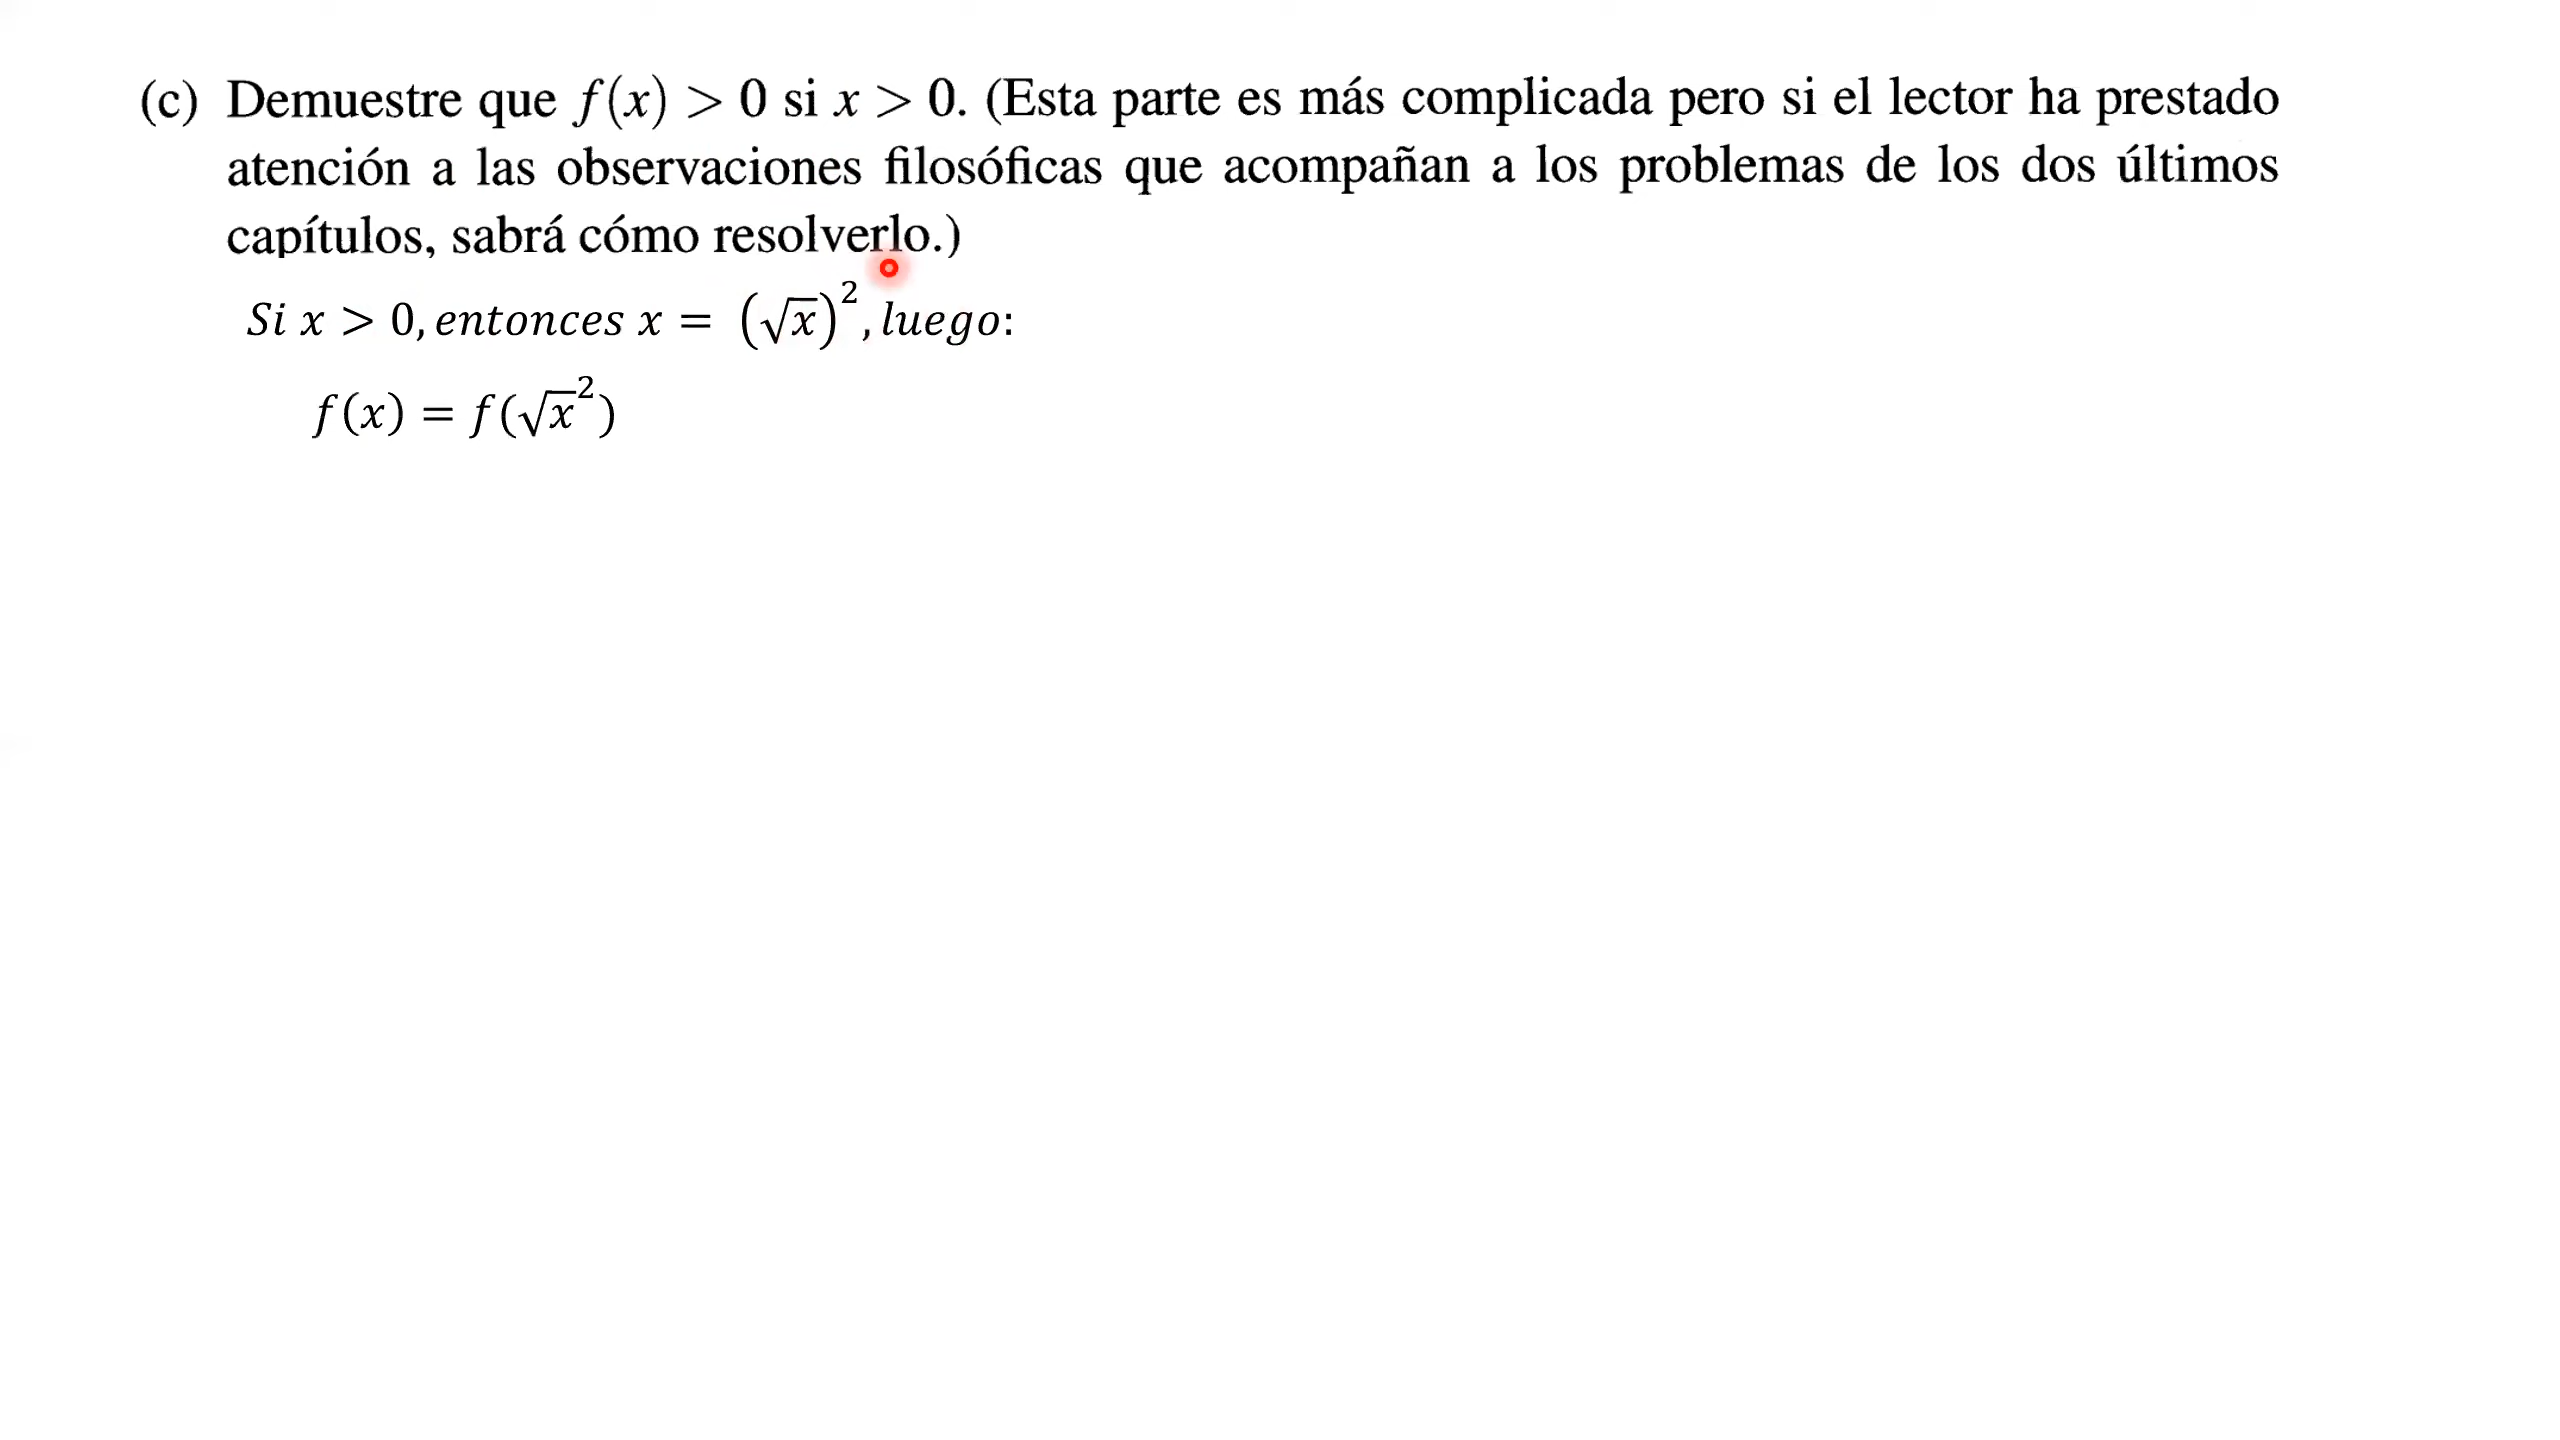 (c) Demuestre que f(x) > 0 si x > 0. (Esta parte es más complicada pero si el lector ha prestado
atención a las observaciones filosóficas que acompañan a los problemas de los dos últimos
capítulos, sabrá cómo resolverlo.)
Si x > 0, entonces x = (√x)², luego:
f(x) = f(√x²)